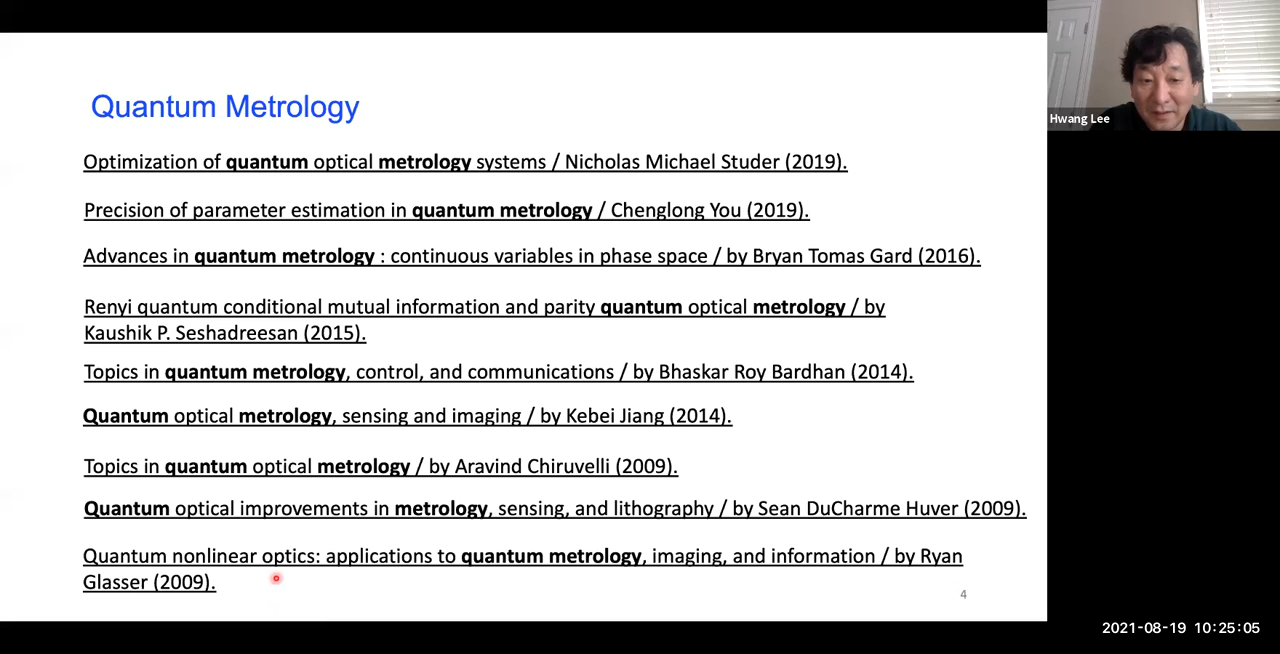 Quantum Metrology
Optimization of quantum optical metrology systems / Nicholas Michael Studer (2019).
Precision of parameter estimation in quantum metrology / Chenglong You (2019).
Advances in quantum metrology : continuous variables in phase space / by Bryan Tomas Gard (2016).
Renyi quantum conditional mutual information and parity quantum optical metrology / by
Kaushik P. Seshadreesan (2015).
Topics in quantum metrology, control, and communications / by Bhaskar Roy Bardhan (2014).
Quantum optical metrology, sensing and imaging / by Kebei Jiang (2014).
Topics in quantum optical metrology / by Aravind Chiruvelli (2009).
Quantum optical improvements in metrology, sensing, and lithography / by Sean DuCharme Huver (2009).
Quantum nonlinear optics: applications to quantum metrology, imaging, and information / by Ryan
Glasser (2009).
4
Hwang Lee
2021-08-19 10:25:05